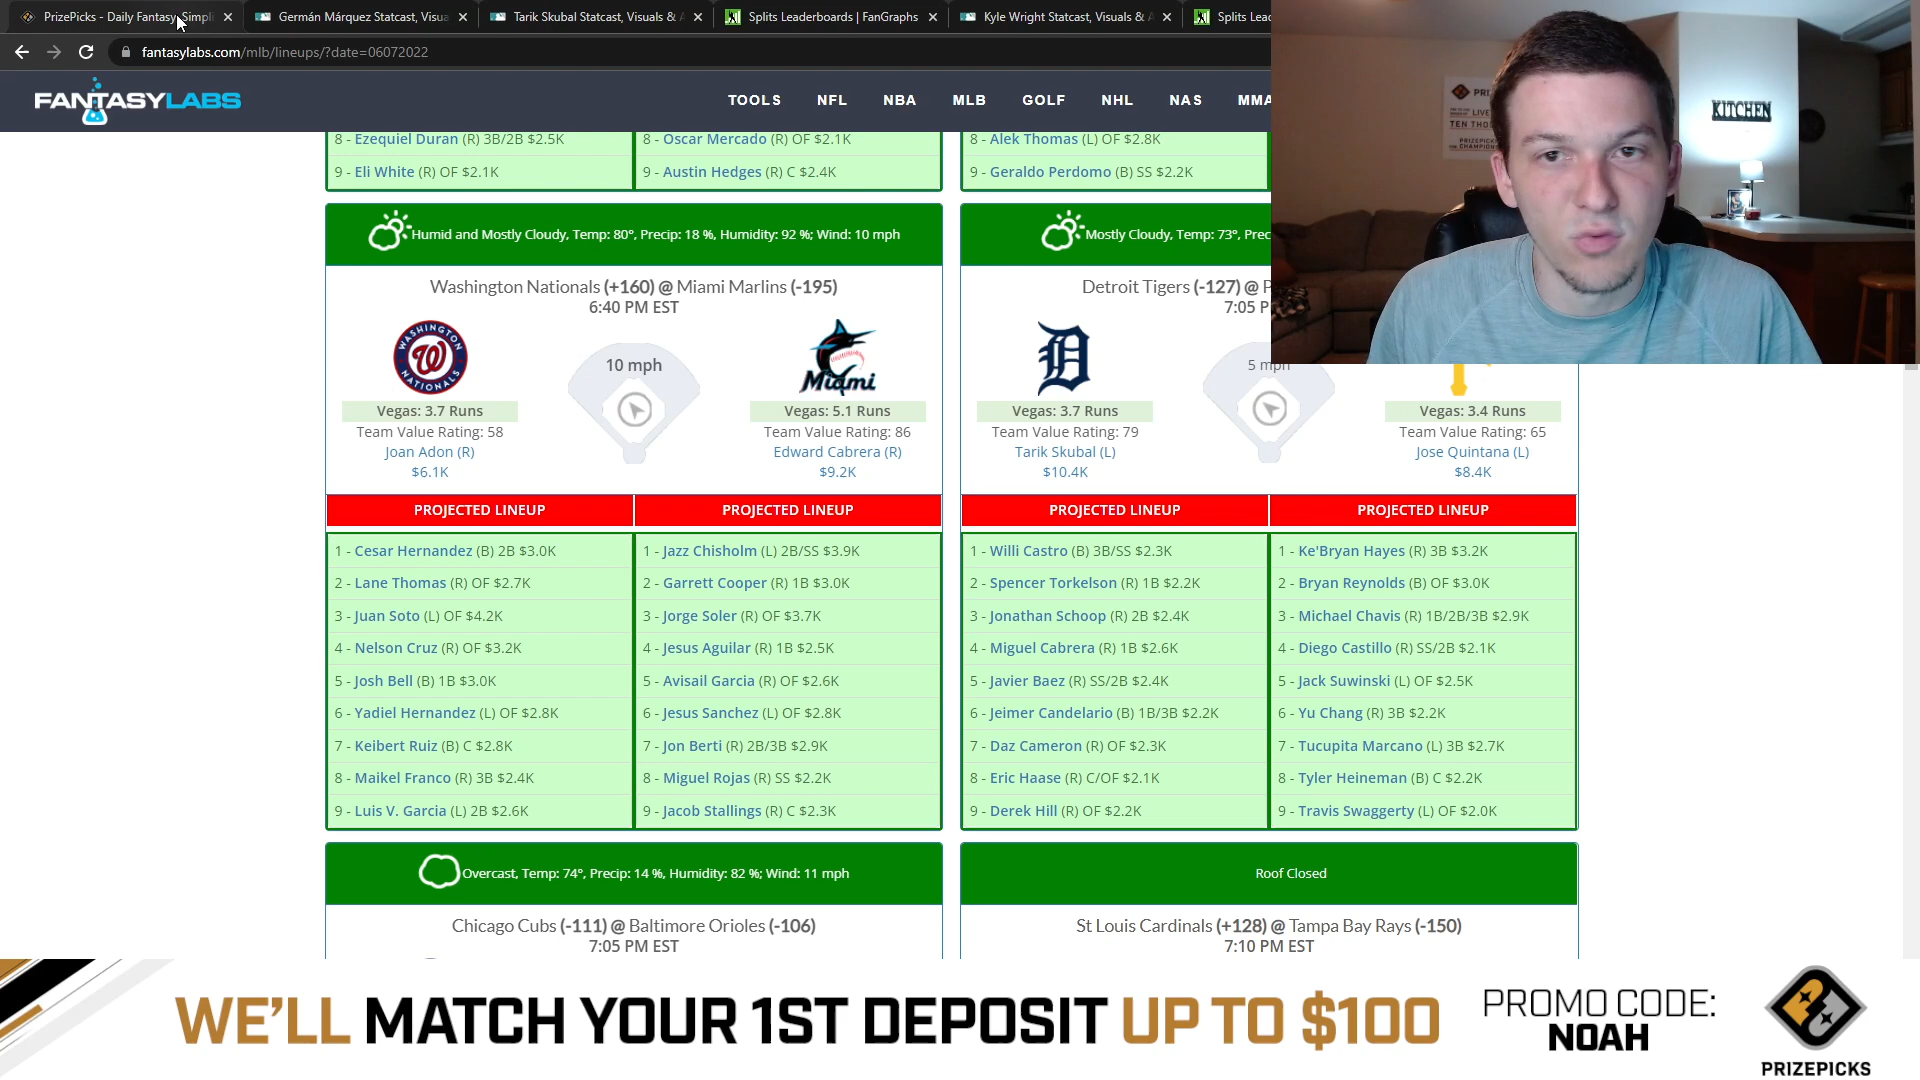 PrizePicks - Daily Fantasy Simpli
Germán Márquez Statcast, Visua
Tarik Skubal Statcast, Visuals & A
Splits Leaderboards | FanGraphs
Kyle Wright Statcast, Visuals & A
Splits Lea
fantasylabs.com/mlb/lineups/?date=06072022
FANTASYLABS
TOOLS NFL NBA MLB GOLF NHL NAS MMA
8 - Ezequiel Duran (R) 3B/2B $2.5K
8 - Oscar Mercado (R) OF $2.1K
8 - Alek Thomas (L) OF $2.8K
9 - Eli White (R) OF $2.1K
9 - Austin Hedges (R) C $2.4K
9 - Geraldo Perdomo (B) SS $2.2K
KITCHEN
Humid and Mostly Cloudy, Temp: 80°, Precip: 18 %, Humidity: 92 %; Wind: 10 mph
Washington Nationals (+160) @ Miami Marlins (-195)
6:40 PM EST
WASHINGTON
W
NATIONALS
10 mph
Miami
Vegas: 3.7 Runs
Vegas: 5.1 Runs
Team Value Rating: 58
Team Value Rating: 86
Joan Adon (R)
Edward Cabrera (R)
$6.1K
$9.2K
PROJECTED LINEUP
PROJECTED LINEUP
1 - Cesar Hernandez (B) 2B $3.0K
1 - Jazz Chisholm (L) 2B/SS $3.9K
2 - Lane Thomas (R) OF $2.7K
2 - Garrett Cooper (R) 1B $3.0K
3 - Juan Soto (L) OF $4.2K
3 - Jorge Soler (R) OF $3.7K
4 - Nelson Cruz (R) OF $3.2K
4 - Jesus Aguilar (R) 1B $2.5K
5 - Josh Bell (B) 1B $3.0K
5 - Avisail Garcia (R) OF $2.6K
6 - Yadiel Hernandez (L) OF $2.8K
6 - Jesus Sanchez (L) OF $2.8K
7 - Keibert Ruiz (B) C $2.8K
7 - Jon Berti (R) 2B/3B $2.9K
8 - Maikel Franco (R) 3B $2.4K
8 - Miguel Rojas (R) SS $2.2K
9 - Luis V. Garcia (L) 2B $2.6K
9 - Jacob Stallings (R) C $2.3K
Mostly Cloudy, Temp: 73°, Prec
Detroit Tigers (-127) @ P
7:05 P
D
5 mph
Vegas: 3.7 Runs
Vegas: 3.4 Runs
Team Value Rating: 79
Team Value Rating: 65
Tarik Skubal (L)
Jose Quintana (L)
$10.4K
$8.4K
PROJECTED LINEUP
PROJECTED LINEUP
1 - Willi Castro (B) 3B/SS $2.3K
1 - Ke'Bryan Hayes (R) 3B $3.2K
2 - Spencer Torkelson (R) 1B $2.2K
2 - Bryan Reynolds (B) OF $3.0K
3 - Jonathan Schoop (R) 2B $2.4K
3 - Michael Chavis (R) 1B/2B/3B $2.9K
4 - Miguel Cabrera (R) 1B $2.6K
4 - Diego Castillo (R) SS/2B $2.1K
5 - Javier Baez (R) SS/2B $2.4K
5 - Jack Suwinski (L) OF $2.5K
6 - Jeimer Candelario (B) 1B/3B $2.2K
6 - Yu Chang (R) 3B $2.2K
7 - Daz Cameron (R) OF $2.3K
7 - Tucupita Marcano (L) 3B $2.7K
8 - Eric Haase (R) C/OF $2.1K
8 - Tyler Heineman (B) C $2.2K
9 - Derek Hill (R) OF $2.2K
9 - Travis Swaggerty (L) OF $2.0K
Overcast, Temp: 74°, Precip: 14 %, Humidity: 82 %; Wind: 11 mph
Chicago Cubs (-111) @ Baltimore Orioles (-106)
7:05 PM EST
Roof Closed
St Louis Cardinals (+128) @ Tampa Bay Rays (-150)
7:10 PM EST
WE'LL MATCH YOUR 1ST DEPOSIT UP TO $100
PROMO CODE:
NOAH
PRIZEPICKS